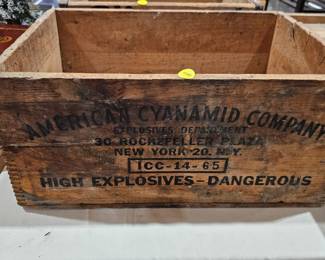 AMERICAN CYANAMID COMPANY
EXPLOSIVES DEPARTMENT
30 ROCKEFELLER PLAZA
NEW YORK 20, N.Y.
ICC-14-65
HIGH EXPLOSIVES-DANGEROUS